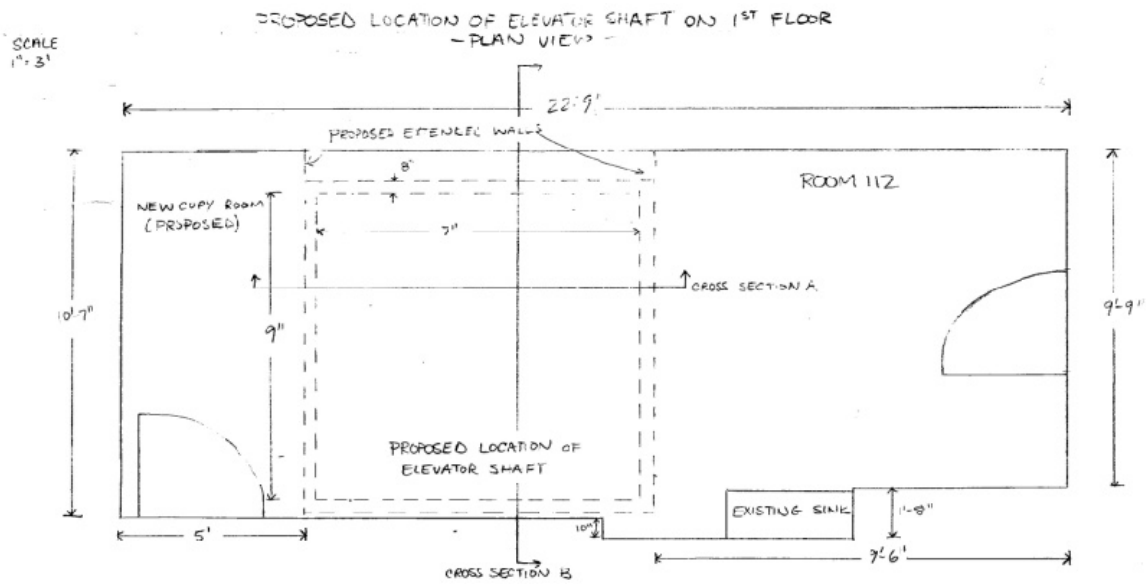 PROPOSED LOCATION OF ELEVATOR SHAFT ON 1ST FLOOR
-PLAN VIEW-
SCALE
1"=3'
22'-9'
PROPOSED EXTENDED WALLS
8"
ROOM 112
NEW COPY ROOM
(PROPOSED)
7"
CROSS SECTION A
10'-7"
9"
9'-9"
PROPOSED LOCATION OF
ELEVATOR SHAFT
10"
EXISTING SINK
1'-8"
5'
9'-6"
CROSS SECTION B